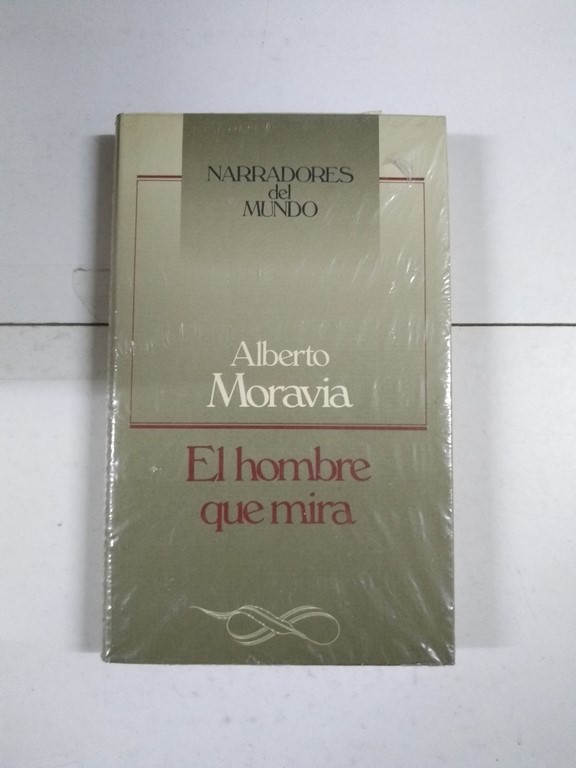 NARRADORES
del
MUNDO
Alberto
Moravia
El hombre
que mira